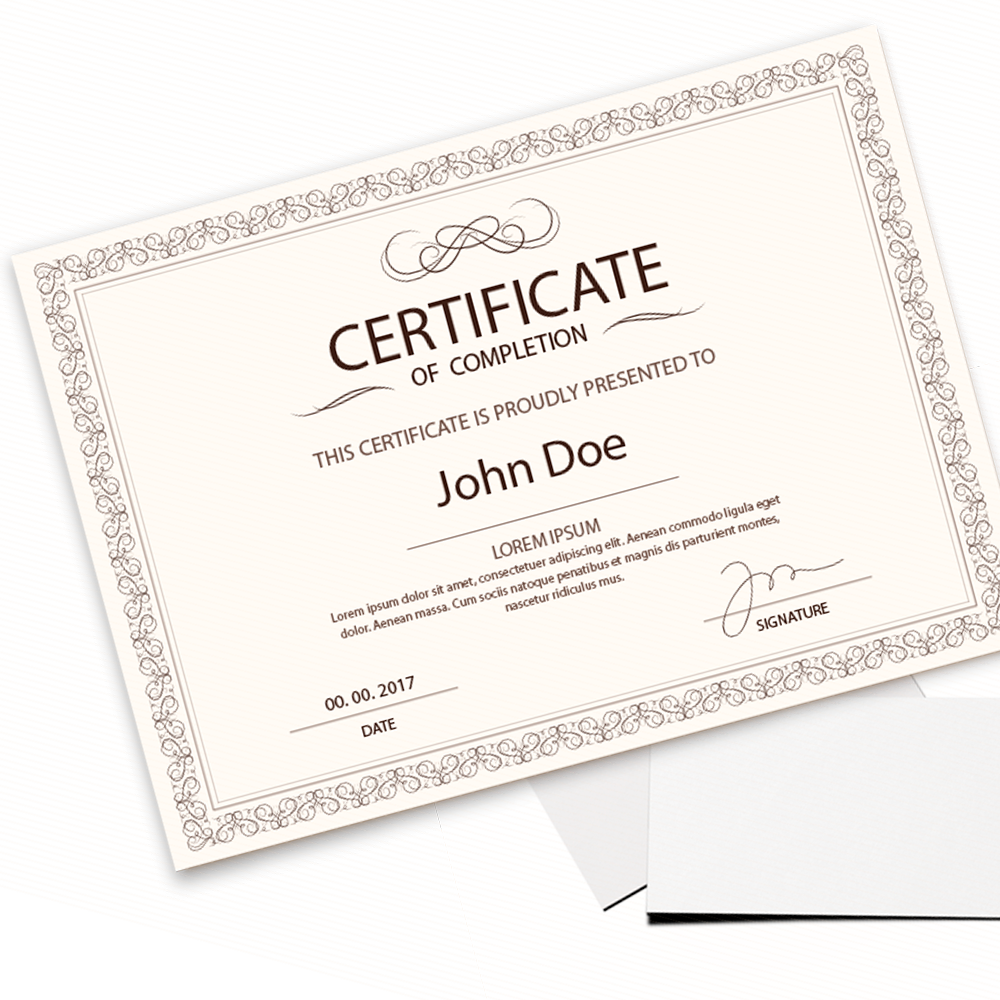 CERTIFICATE
OF COMPLETION
THIS CERTIFICATE IS PROUDLY PRESENTED TO
John Doe
LOREM IPSUM
Lorem ipsum dolor sit amet, consectetuer adipiscing elit. Aenean commodo ligula eget
dolor. Aenean massa. Cum sociis natoque penatibus et magnis dis parturient montes,
nascetur ridiculus mus.
SIGNATURE
00. 00. 2017
DATE